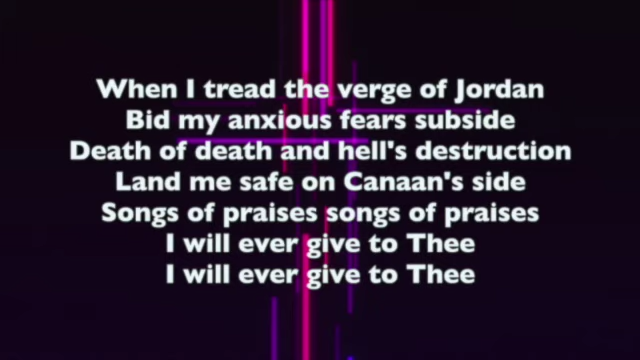 When I tread the verge of Jordan
Bid my anxious fears subside
Death of death and hell's destruction
Land me safe on Canaan's side
Songs of praises songs of praises
I will ever give to Thee
I will ever give to Thee